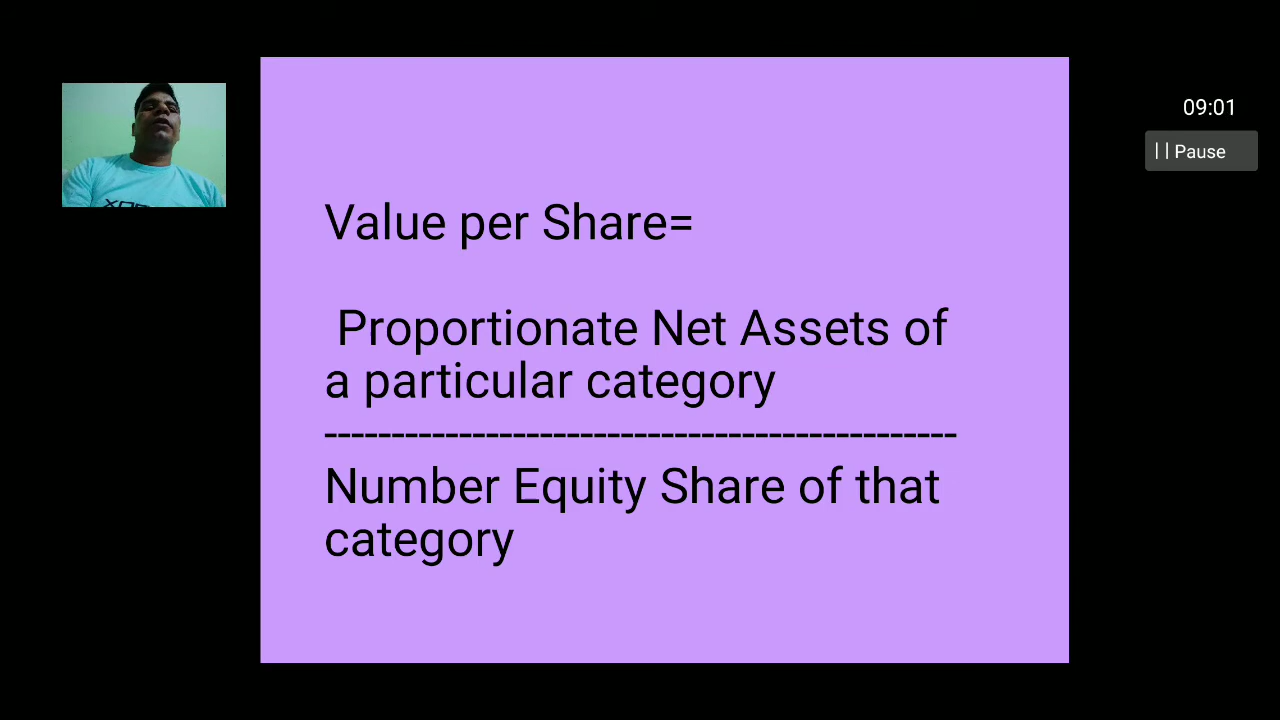 09:01
|| Pause
Value per Share=
Proportionate Net Assets of
a particular category
-----------------------------------------------
Number Equity Share of that
category